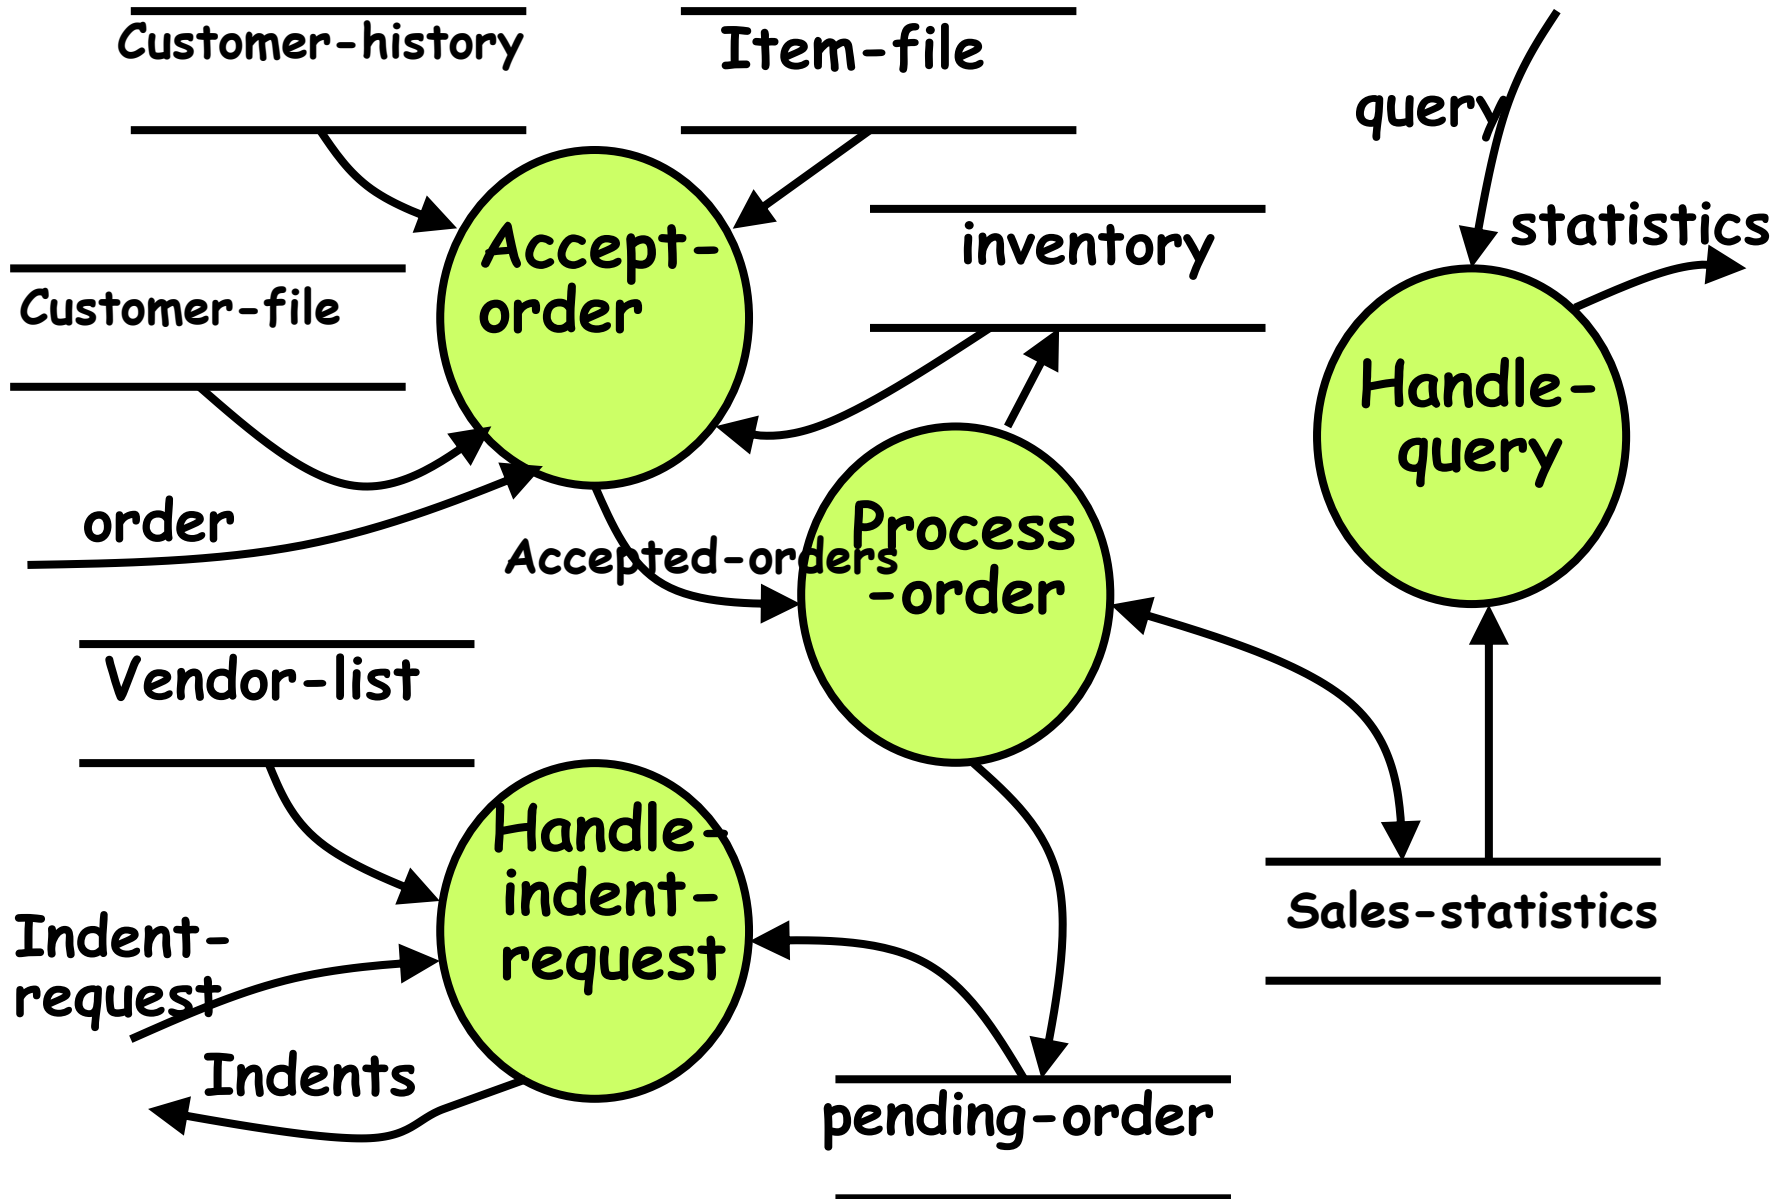 Customer-history
Item-file
query
statistics
Accept-
order
inventory
Customer-file
Handle-
query
order
Accepted-orders
Process
-order
Vendor-list
Handle-
indent-
request
Indent-
request
Sales-statistics
Indents
pending-order